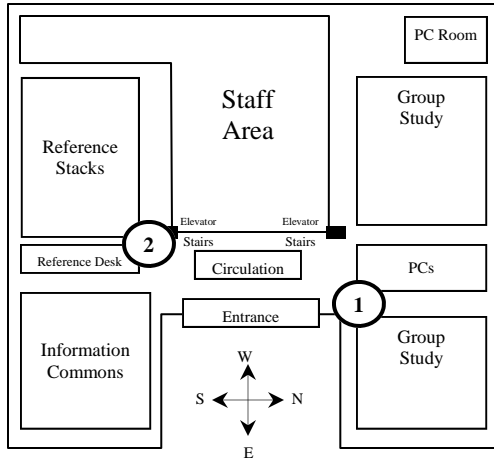 PC Room
Staff
Area
Group
Study
Reference
Stacks
Elevator
Elevator
2
Stairs
Stairs
Reference Desk
Circulation
PCs
1
Entrance
Information
Commons
Group
Study
W
S
N
E